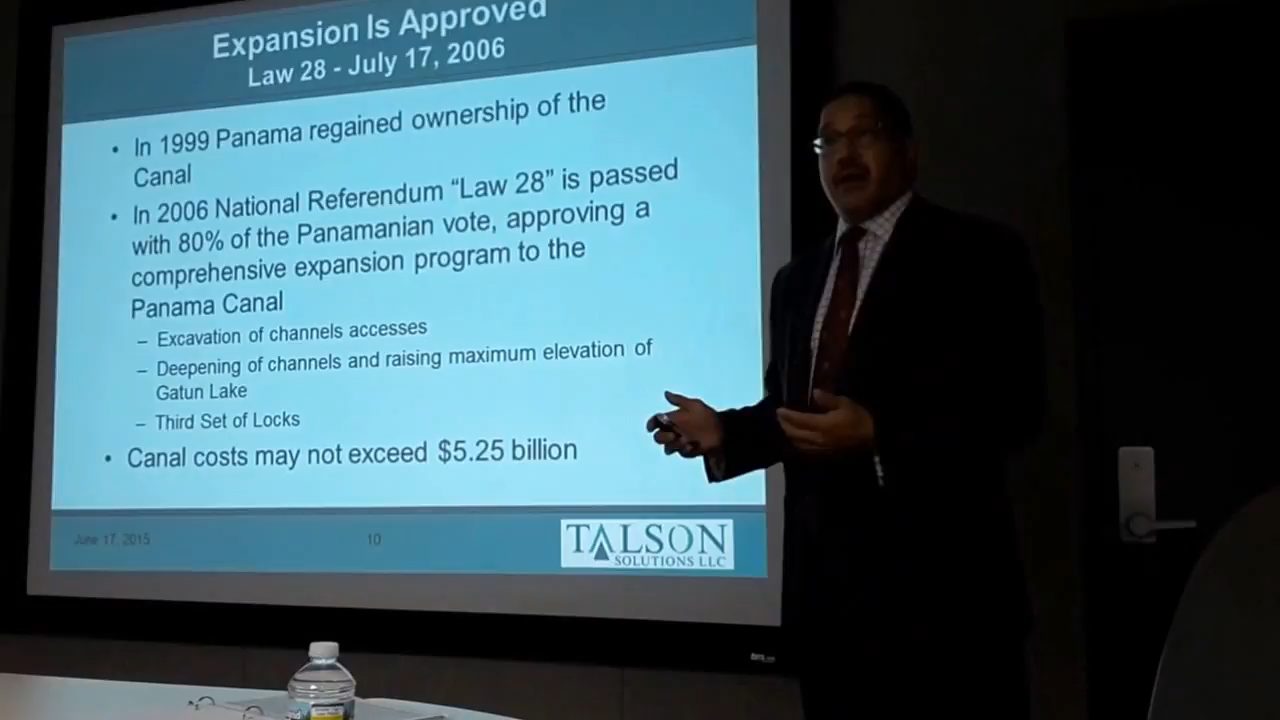 Expansion Is Approved
Law 28 - July 17, 2006
• In 1999 Panama regained ownership of the
Canal
• In 2006 National Referendum “Law 28” is passed
with 80% of the Panamanian vote, approving a
comprehensive expansion program to the
Panama Canal
– Excavation of channels accesses
– Deepening of channels and raising maximum elevation of
Gatun Lake
– Third Set of Locks
• Canal costs may not exceed $5.25 billion
June 17, 2015
10
TALSON
SOLUTIONS LLC